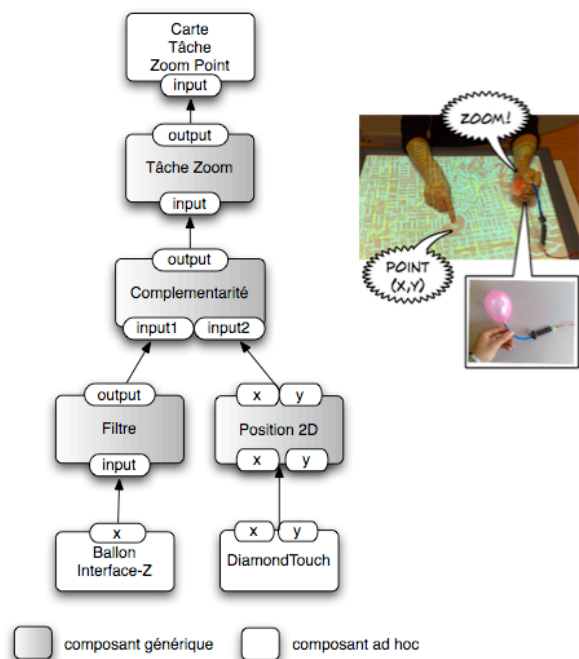 Carte
Tâche
Zoom Point
input
output
Tâche Zoom
input
output
Complementarité
input1 input2
output
Filtre
input
x
Ballon
Interface-Z
x y
Position 2D
x y
x y
DiamondTouch
ZOOM!
POINT
(X,Y)
composant générique
composant ad hoc